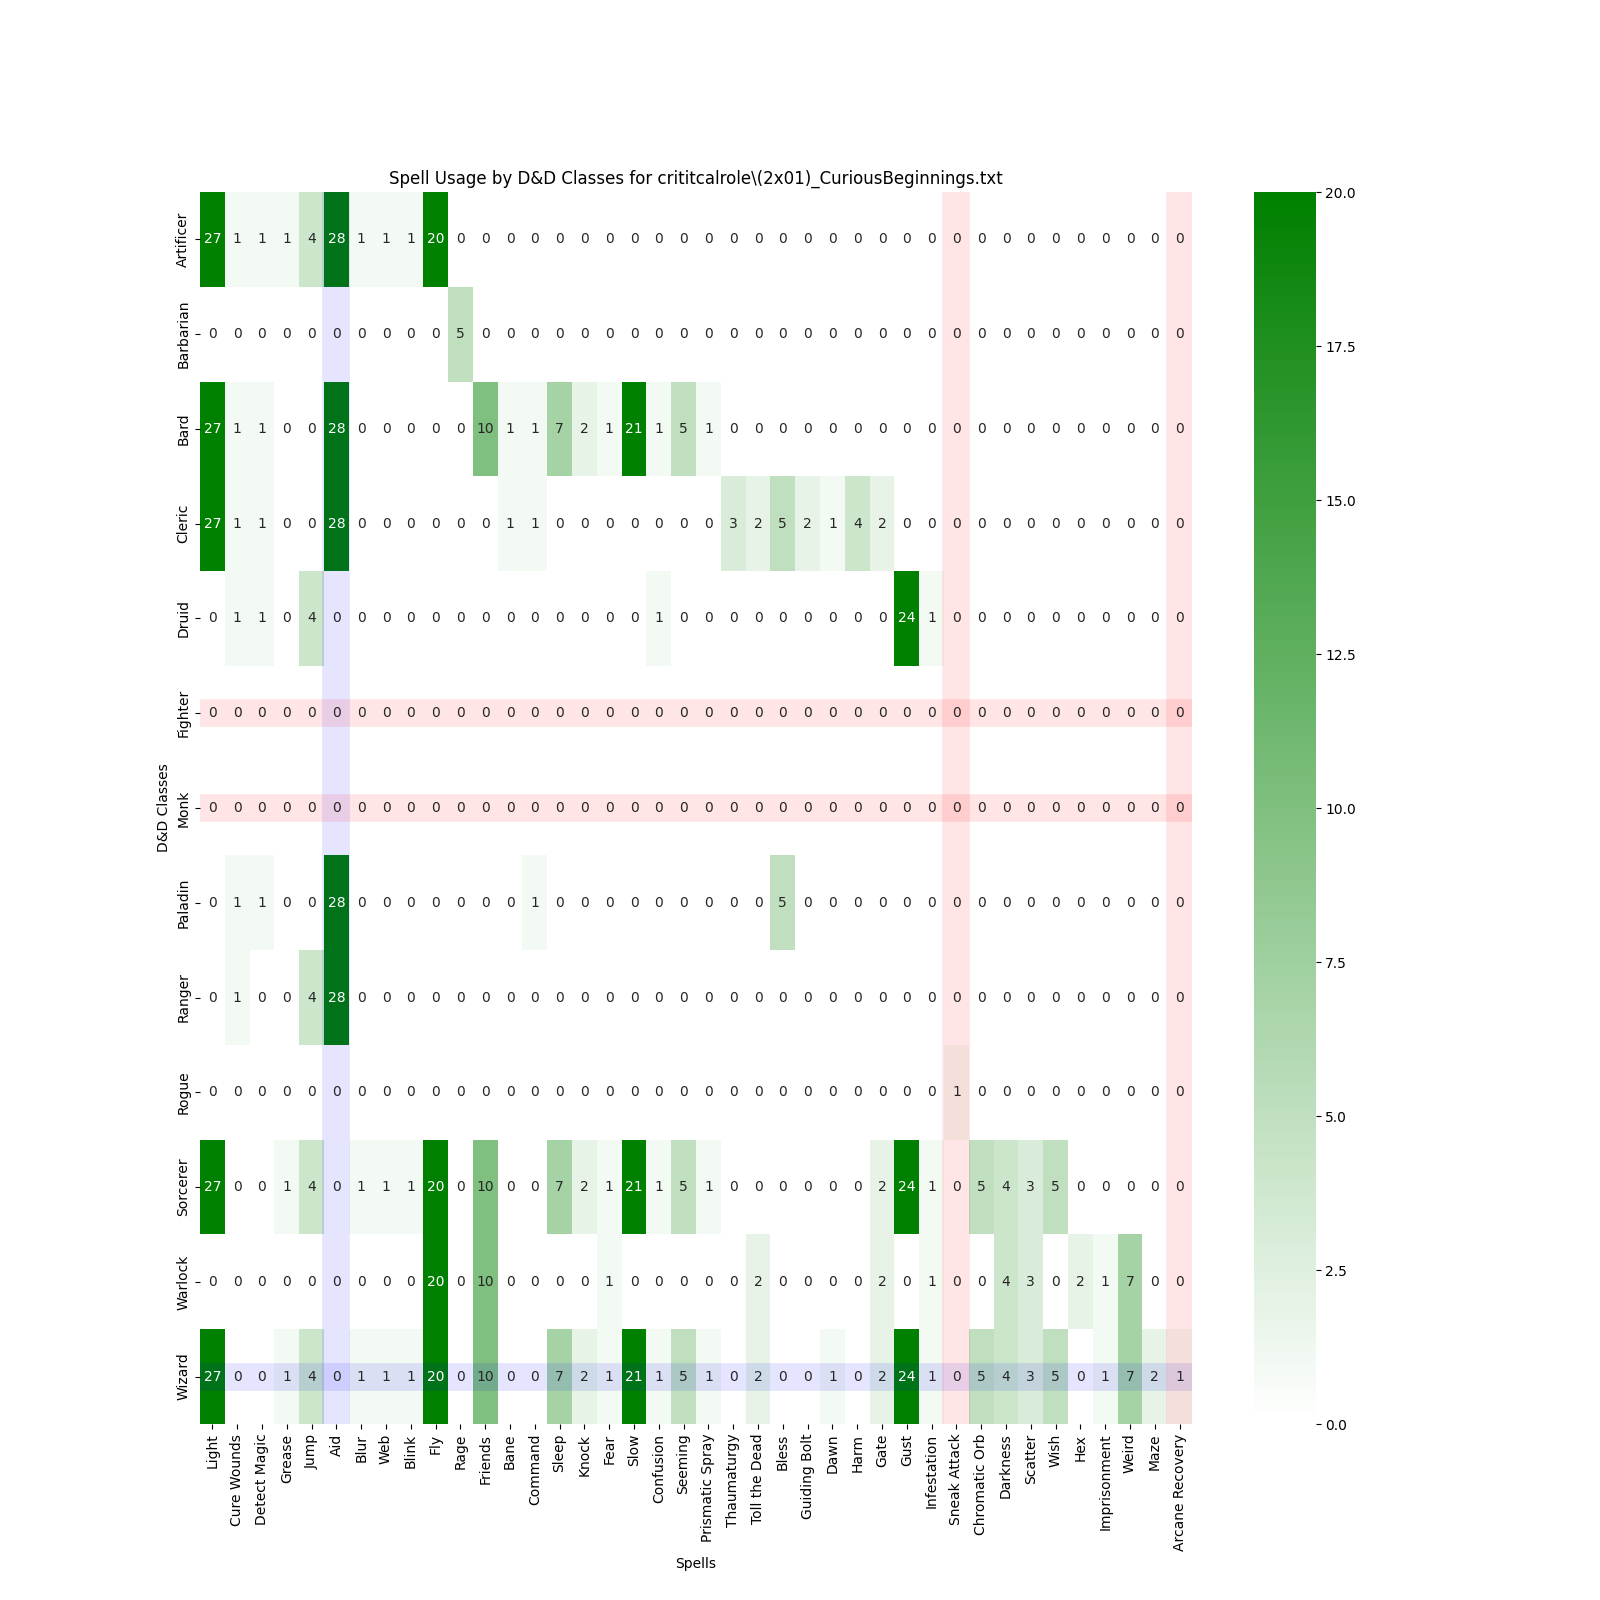 Spell Usage by D&D Classes for crititcalrole\(2x01)_CuriousBeginnings.txt
D&D Classes
Artificer 27 1 1 1 4 28 1 1 1 20 0 0 0 0 0 0 0 0 0 0 0 0 0 0 0 0 0 0 0 0 0 0 0 0 0 0 0 0 0 0
Barbarian 0 0 0 0 0 0 0 0 0 0 5 0 0 0 0 0 0 0 0 0 0 0 0 0 0 0 0 0 0 0 0 0 0 0 0 0 0 0 0 0
Bard 27 1 1 0 0 28 0 0 0 0 0 10 1 1 7 2 1 21 1 5 1 0 0 0 0 0 0 0 0 0 0 0 0 0 0 0 0 0 0 0
Cleric 27 1 1 0 0 28 0 0 0 0 0 0 1 1 0 0 0 0 0 0 0 3 2 5 2 1 4 2 0 0 0 0 0 0 0 0 0 0 0 0
Druid 0 1 1 0 4 0 0 0 0 0 0 0 0 0 0 0 0 0 1 0 0 0 0 0 0 0 0 0 24 1 0 0 0 0 0 0 0 0 0 0
Fighter 0 0 0 0 0 0 0 0 0 0 0 0 0 0 0 0 0 0 0 0 0 0 0 0 0 0 0 0 0 0 0 0 0 0 0 0 0 0 0 0
Monk 0 0 0 0 0 0 0 0 0 0 0 0 0 0 0 0 0 0 0 0 0 0 0 0 0 0 0 0 0 0 0 0 0 0 0 0 0 0 0 0
Paladin 0 1 1 0 0 28 0 0 0 0 0 0 0 1 0 0 0 0 0 0 0 0 0 5 0 0 0 0 0 0 0 0 0 0 0 0 0 0 0 0
Ranger 0 1 0 0 4 28 0 0 0 0 0 0 0 0 0 0 0 0 0 0 0 0 0 0 0 0 0 0 0 0 0 0 0 0 0 0 0 0 0 0
Rogue 0 0 0 0 0 0 0 0 0 0 0 0 0 0 0 0 0 0 0 0 0 0 0 0 0 0 0 0 0 0 1 0 0 0 0 0 0 0 0 0
Sorcerer 27 0 0 1 4 0 1 1 1 20 0 10 0 0 7 2 1 21 1 5 1 0 0 0 0 0 0 2 24 1 0 5 4 3 5 0 0 0 0 0
Warlock 0 0 0 0 0 0 0 0 0 20 0 10 0 0 0 0 1 0 0 0 0 0 2 0 0 0 0 2 0 1 0 0 4 3 0 2 1 7 0 0
Wizard 27 0 0 1 4 0 1 1 1 20 0 10 0 0 7 2 1 21 1 5 1 0 2 0 0 1 0 2 24 1 0 5 4 3 5 0 1 7 2 1
Light
Cure Wounds
Detect Magic
Grease
Jump
Aid
Blur
Web
Blink
Fly
Rage
Friends
Bane
Command
Sleep
Knock
Fear
Slow
Confusion
Seeming
Prismatic Spray
Thaumaturgy
Toll the Dead
Bless
Guiding Bolt
Dawn
Harm
Gate
Gust
Infestation
Sneak Attack
Chromatic Orb
Darkness
Scatter
Wish
Hex
Imprisonment
Weird
Maze
Arcane Recovery
Spells
20.0
17.5
15.0
12.5
10.0
7.5
5.0
2.5
0.0